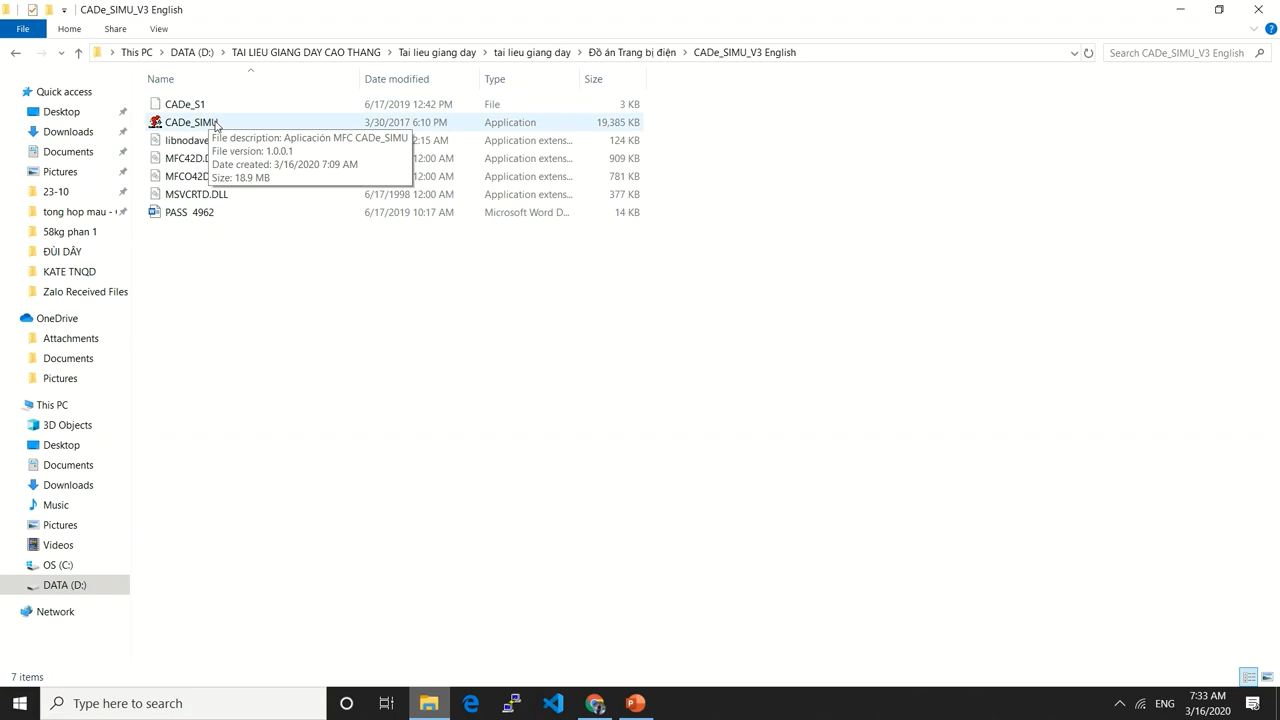 CADe_SIMU_V3 English
File Home Share View
This PC DATA (D:) TAI LIEU GIANG DAY CAO THANG Tai lieu giang day tai lieu giang day Đồ án Trang bị điện CADe_SIMU_V3 English Search CADe_SIMU_V3 English
Name Date modified Type Size
CADe_S1 6/17/2019 12:42 PM File 3 KB
CADe_SIMU 3/30/2017 6:10 PM Application 19,385 KB
libnodave 2:15 AM Application extens... 124 KB
MFC42D.D 12:00 AM Application extens... 909 KB
MFCO42D 12:00 AM Application extens... 781 KB
MSVCRTD.DLL 6/17/1998 12:00 AM Application extens... 377 KB
PASS 4962 6/17/2019 10:17 AM Microsoft Word D... 14 KB
File description: Aplicación MFC CADe_SIMU
File version: 1.0.0.1
Date created: 3/16/2020 7:09 AM
Size: 18.9 MB
Quick access
Desktop
Downloads
Documents
Pictures
23-10
tong hop mau -
58kg phan 1
ĐÙI DÂY
KATE TNQD
Zalo Received Files
OneDrive
Attachments
Documents
Pictures
This PC
3D Objects
Desktop
Documents
Downloads
Music
Pictures
Videos
OS (C:)
DATA (D:)
Network
7 items
Type here to search
ENG
7:33 AM
3/16/2020